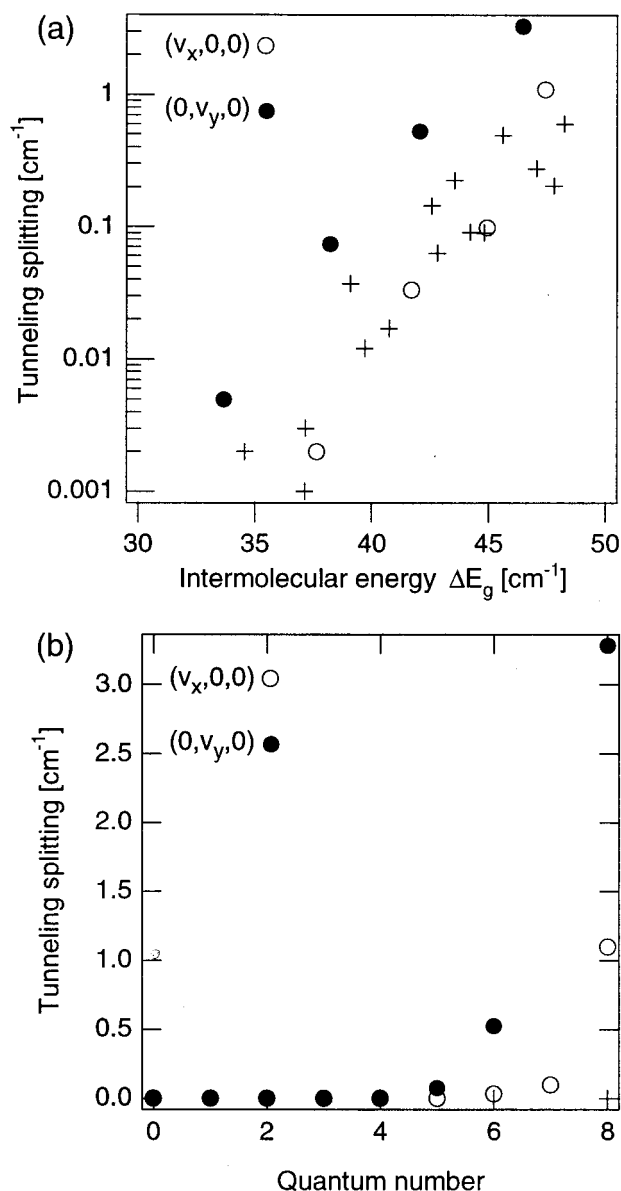 (a)
(vx,0,0)
(0,vy,0)
Tunneling splitting [cm-1]
1
0.1
0.01
0.001
30 35 40 45 50
Intermolecular energy ΔEg [cm-1]
(b)
(vx,0,0)
(0,vy,0)
Tunneling splitting [cm-1]
3.0
2.5
2.0
1.5
1.0
0.5
0.0
0 2 4 6 8
Quantum number